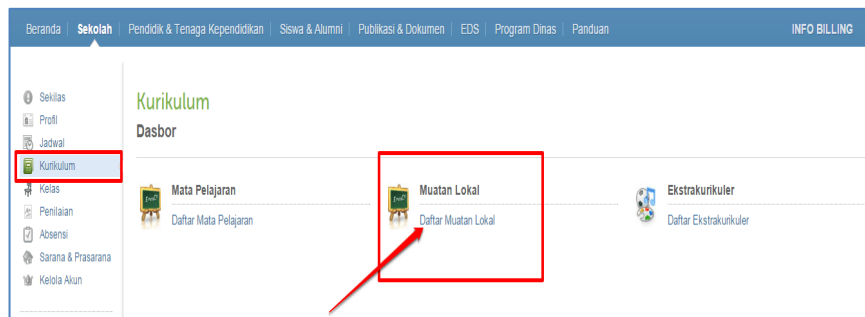 Beranda Sekolah Pendidik & Tenaga Kependidikan Siswa & Alumni Publikasi & Dokumen EDS Program Dinas Panduan INFO BILLING
Sekilas
Profil
Jadwal
Kurikulum
Kelas
Penilaian
Absensi
Sarana & Prasarana
Kelola Akun
Kurikulum
Dasbor
Mata Pelajaran
Daftar Mata Pelajaran
Muatan Lokal
Daftar Muatan Lokal
Ekstrakurikuler
Daftar Ekstrakurikuler